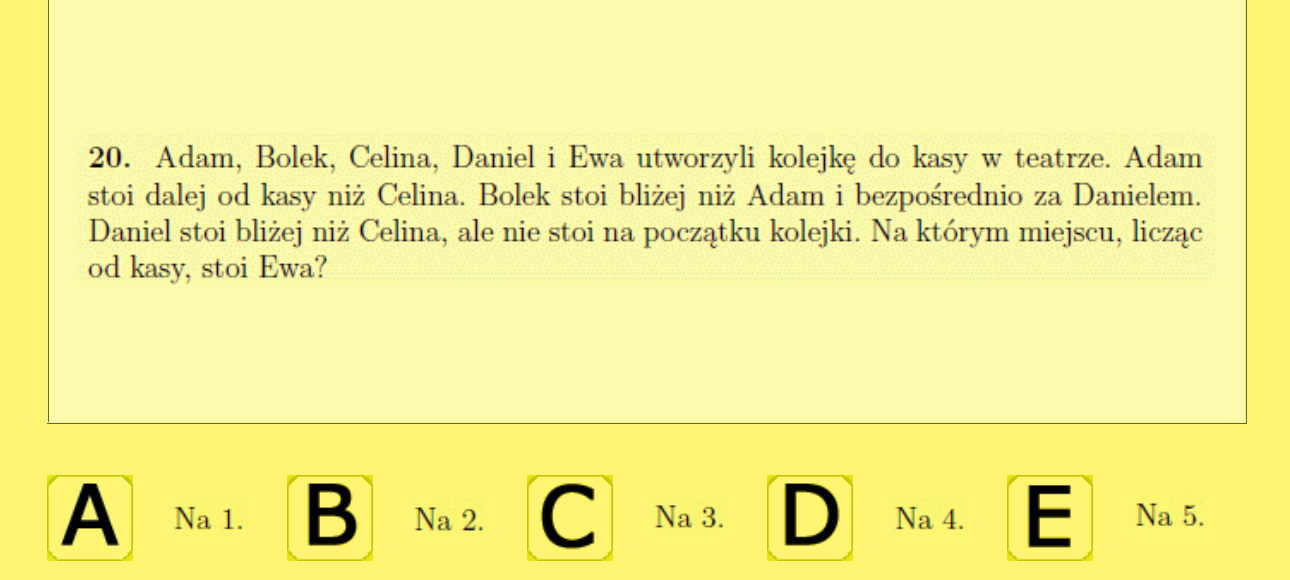 20. Adam, Bolek, Celina, Daniel i Ewa utworzyli kolejkę do kasy w teatrze. Adam
stoi dalej od kasy niż Celina. Bolek stoi bliżej niż Adam i bezpośrednio za Danielem.
Daniel stoi bliżej niż Celina, ale nie stoi na początku kolejki. Na którym miejscu, licząc
od kasy, stoi Ewa?
A Na 1. B Na 2. C Na 3. D Na 4. E Na 5.